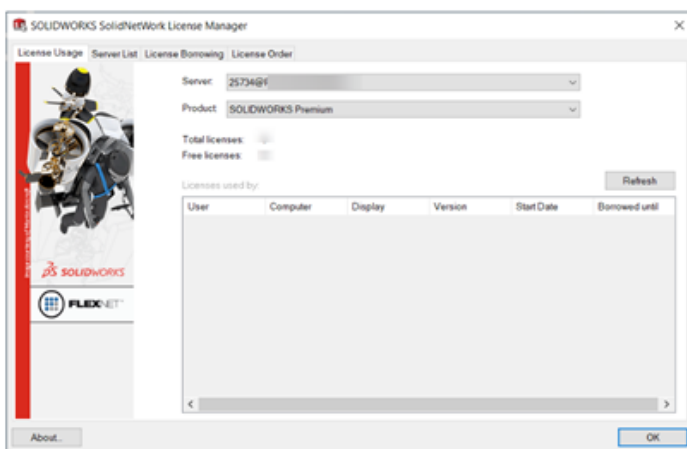 SOLIDWORKS SolidNetWork License Manager
License Usage Server List License Borrowing License Order
Server: 25734@
Product SOLIDWORKS Premium
Total licenses:
Free licenses:
Licenses used by:
Refresh
User Computer Display Version Start Date Borrowed until
DS SOLIDWORKS
FLEXNET
About..
OK